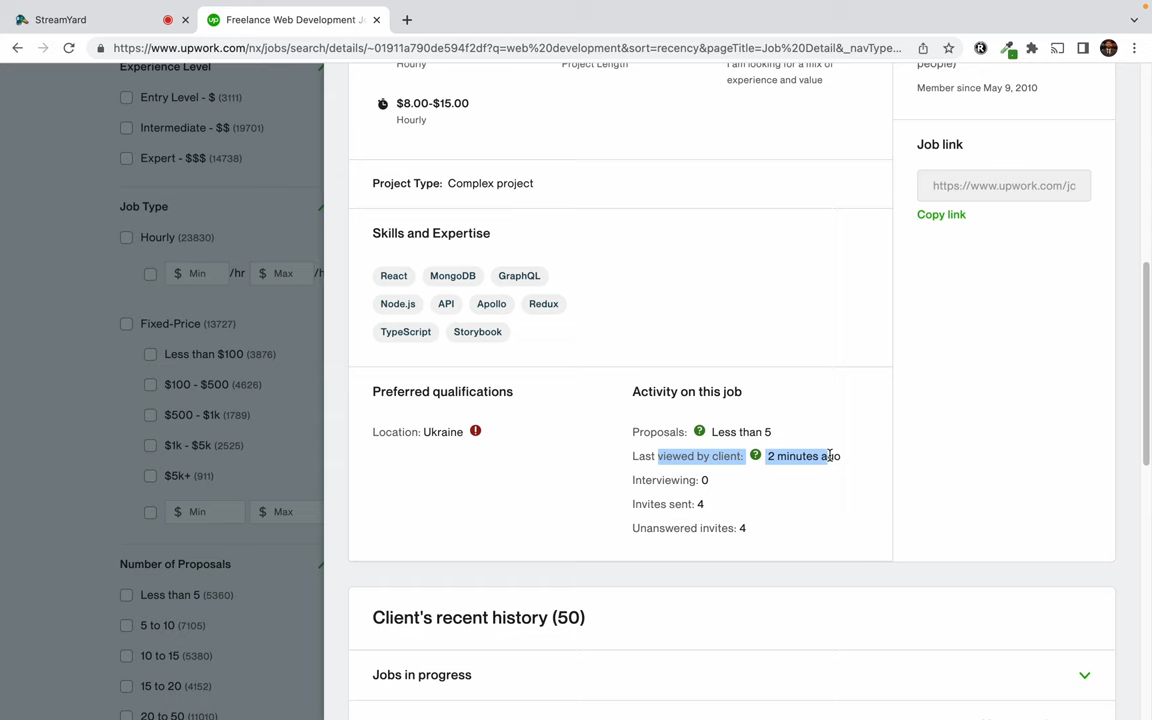 StreamYard
Freelance Web Development J
https://www.upwork.com/nx/jobs/search/details/~01911a790de594f2df?q=web%20development&sort=recency&pageTitle=Job%20Detail&_navType...
Experience Level
Entry Level - $ (3111)
Intermediate - $$ (19701)
Expert - $$$ (14738)
Job Type
Hourly (23830)
$ Min /hr $ Max /h
Fixed-Price (13727)
Less than $100 (3876)
$100 - $500 (4626)
$500 - $1k (1789)
$1k - $5k (2525)
$5k+ (911)
$ Min $ Max
Number of Proposals
Less than 5 (5360)
5 to 10 (7105)
10 to 15 (5380)
15 to 20 (4152)
20 to 50 (11010)
Hourly
Project Length
I am looking for a mix of
experience and value
$8.00-$15.00
Hourly
Project Type: Complex project
Skills and Expertise
React MongoDB GraphQL
Node.js API Apollo Redux
TypeScript Storybook
Preferred qualifications
Location: Ukraine
Activity on this job
Proposals: Less than 5
Last viewed by client: 2 minutes ago
Interviewing: 0
Invites sent: 4
Unanswered invites: 4
people)
Member since May 9, 2010
Job link
https://www.upwork.com/jc
Copy link
Client's recent history (50)
Jobs in progress